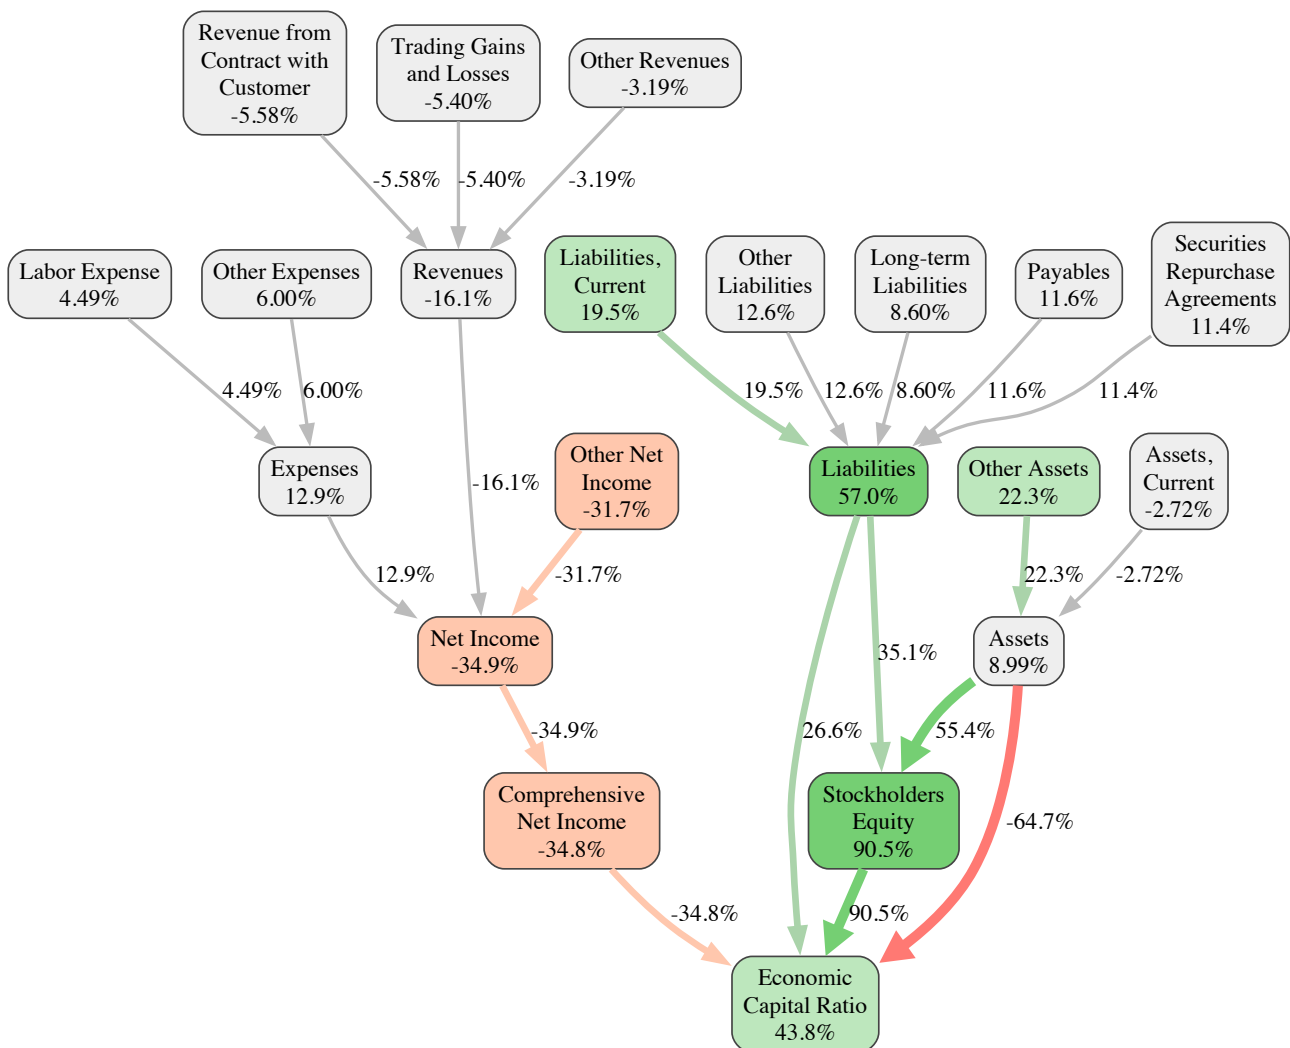 Revenue from
Contract with
Customer
-5.58%
Trading Gains
and Losses
-5.40%
Other Revenues
-3.19%
-5.58%
-5.40%
-3.19%
Labor Expense
4.49%
Other Expenses
6.00%
Revenues
-16.1%
Liabilities,
Current
19.5%
Other
Liabilities
12.6%
Long-term
Liabilities
8.60%
Payables
11.6%
Securities
Repurchase
Agreements
11.4%
4.49%
6.00%
19.5%
12.6%
8.60%
11.6%
11.4%
Expenses
12.9%
-16.1%
Other Net
Income
-31.7%
Liabilities
57.0%
Other Assets
22.3%
Assets,
Current
-2.72%
12.9%
-31.7%
22.3%
-2.72%
Net Income
-34.9%
35.1%
Assets
8.99%
-34.9%
26.6%
55.4%
Comprehensive
Net Income
-34.8%
Stockholders
Equity
90.5%
-64.7%
-34.8%
90.5%
Economic
Capital Ratio
43.8%